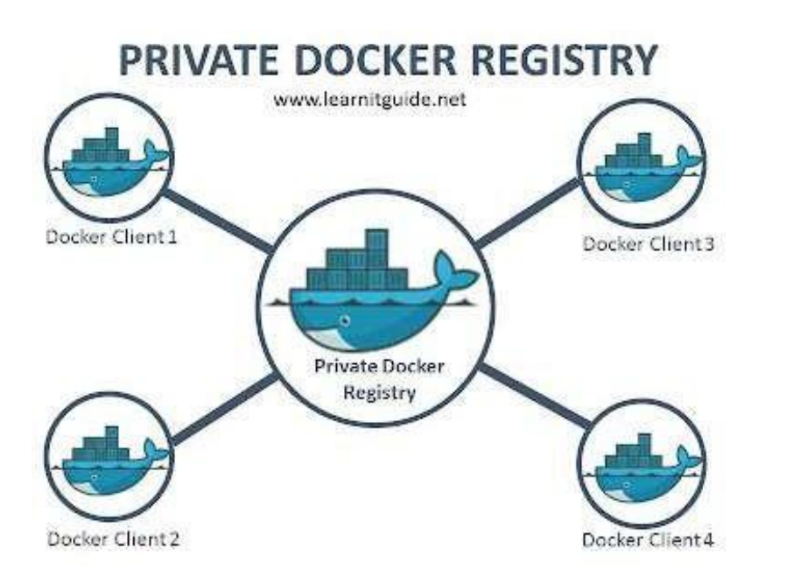 PRIVATE DOCKER REGISTRY
www.learnitguide.net
Docker Client 1
Docker Client 3
Private Docker
Registry
Docker Client 2
Docker Client 4